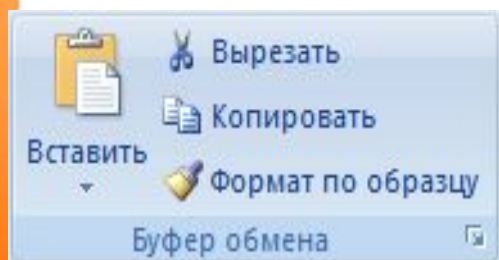 Вырезать
Копировать
Вставить
Формат по образцу
Буфер обмена